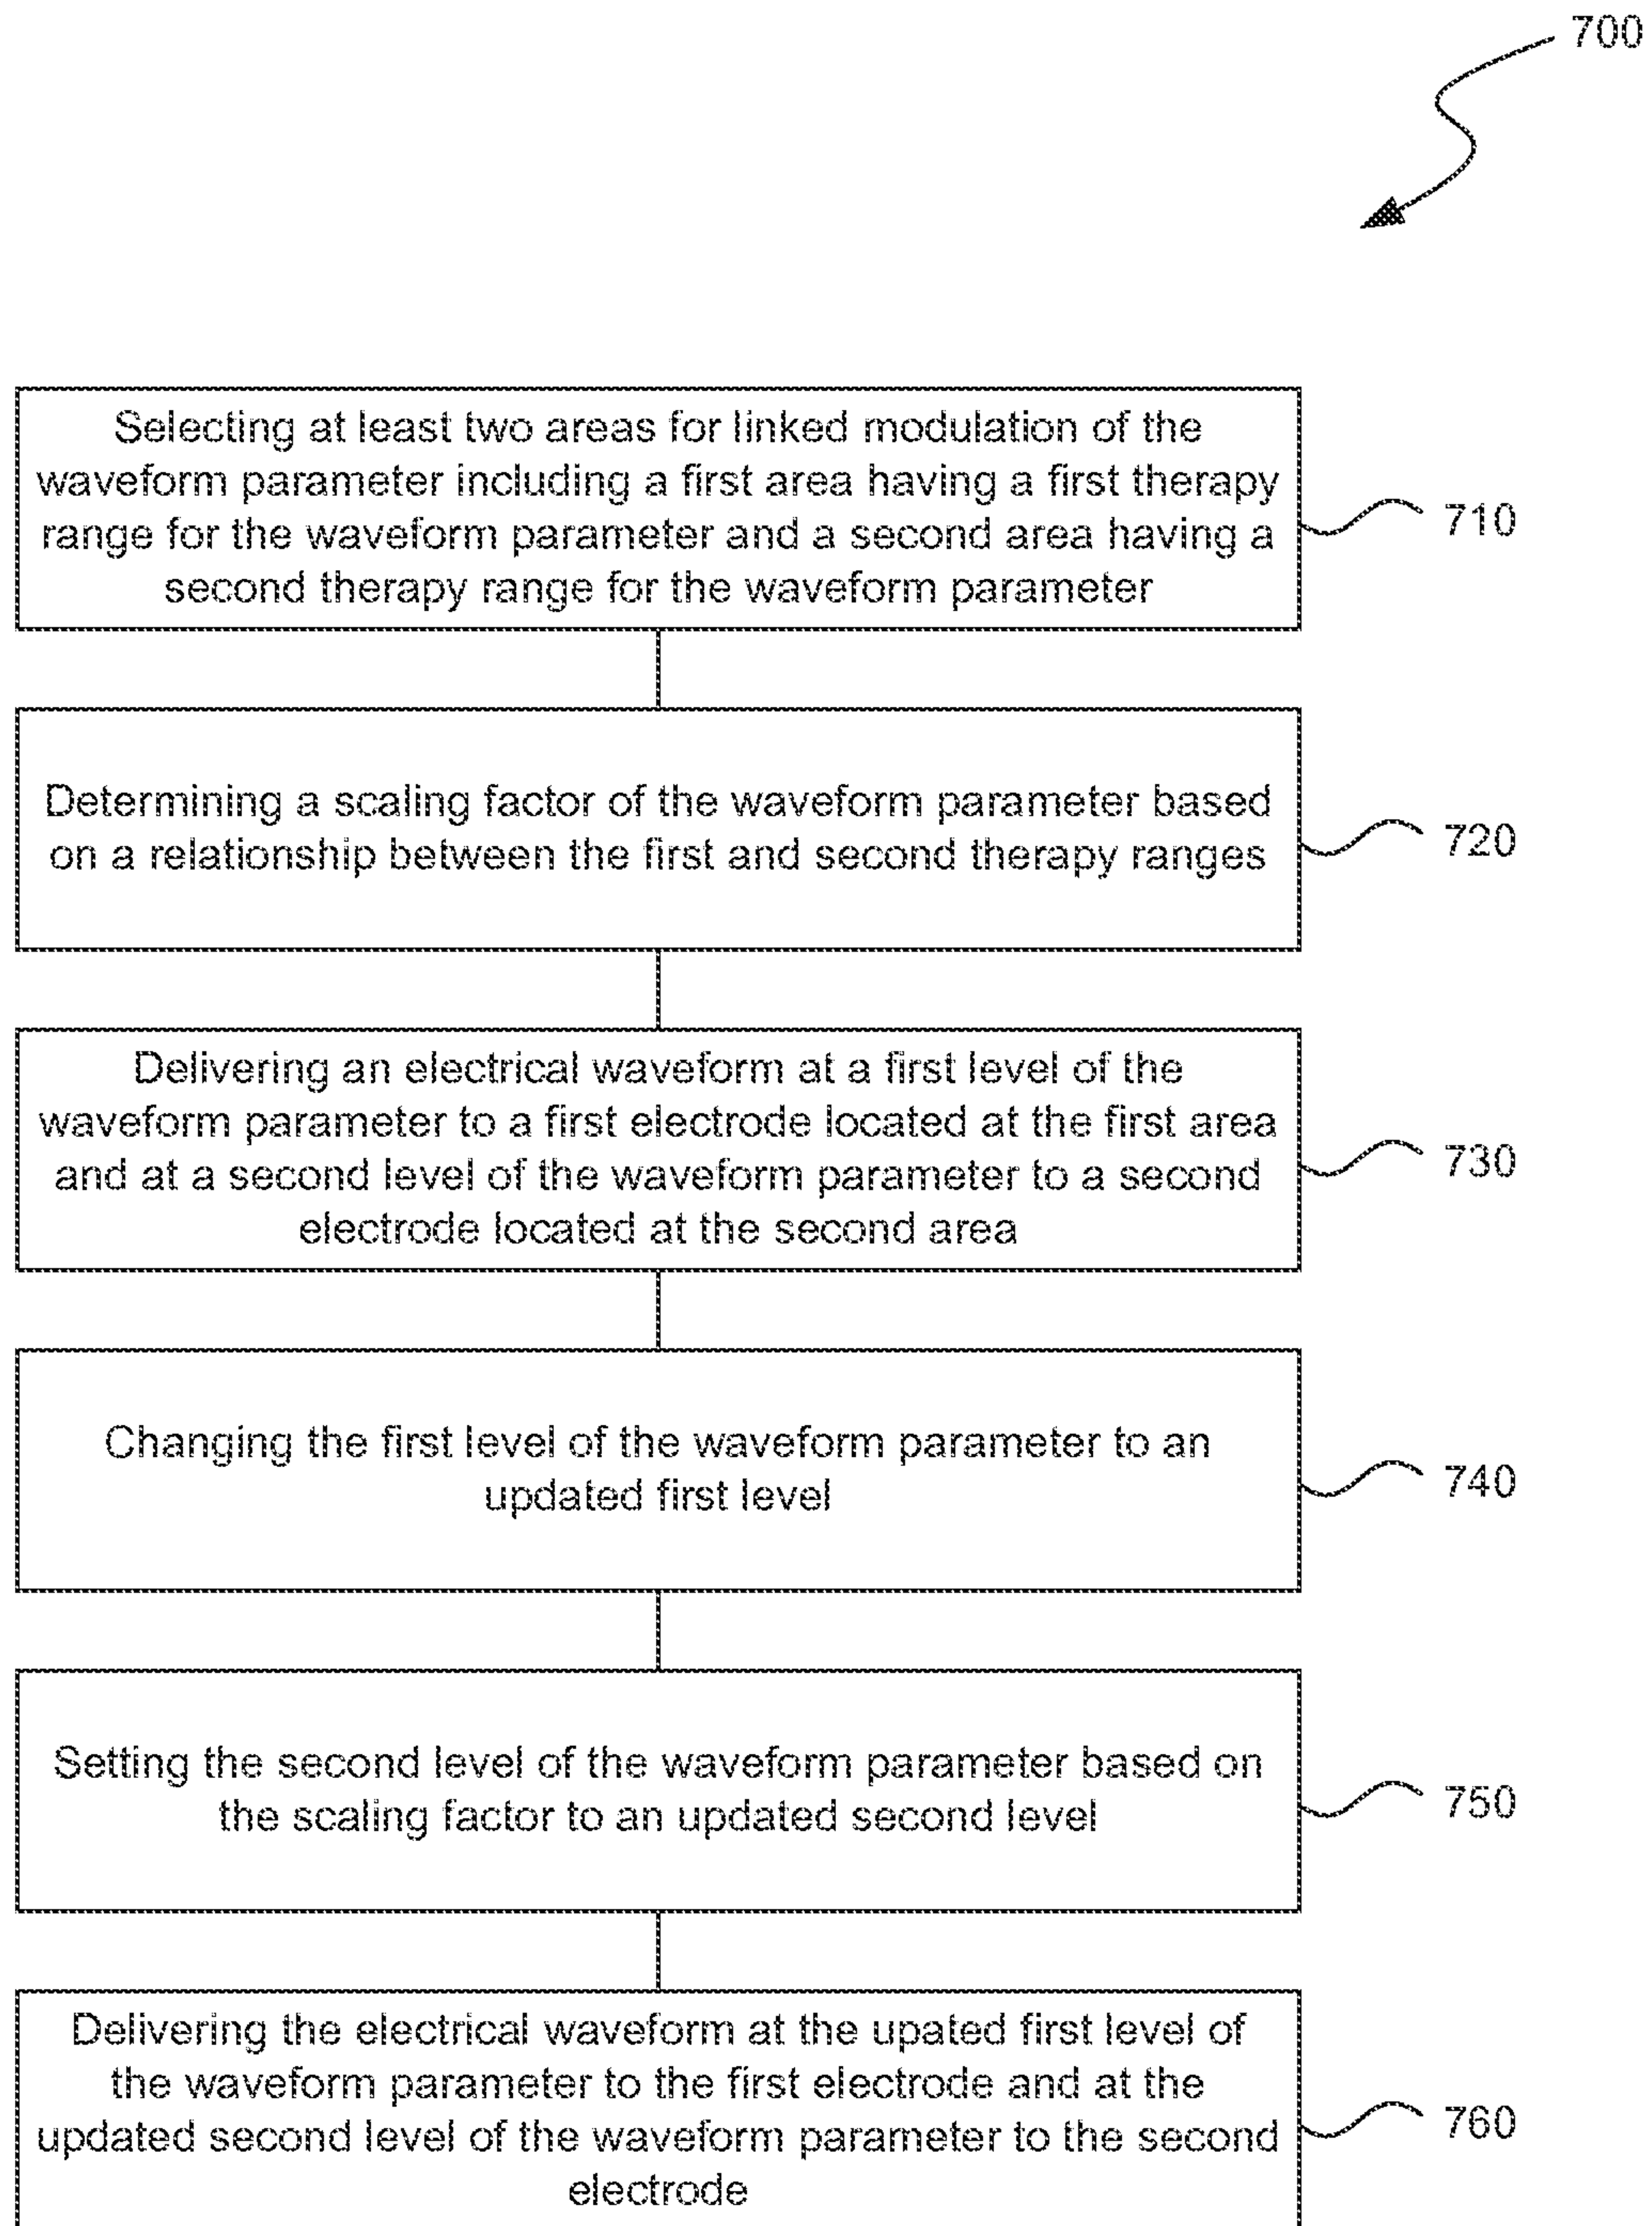 700
Selecting at least two areas for linked modulation of the
waveform parameter including a first area having a first therapy
range for the waveform parameter and a second area having a
second therapy range for the waveform parameter
710
Determining a scaling factor of the waveform parameter based
on a relationship between the first and second therapy ranges
720
Delivering an electrical waveform at a first level of the
waveform parameter to a first electrode located at the first area
and at a second level of the waveform parameter to a second
electrode located at the second area
730
Changing the first level of the waveform parameter to an
updated first level
740
Setting the second level of the waveform parameter based on
the scaling factor to an updated second level
750
Delivering the electrical waveform at the upated first level of
the waveform parameter to the first electrode and at the
updated second level of the waveform parameter to the second
electrode
760